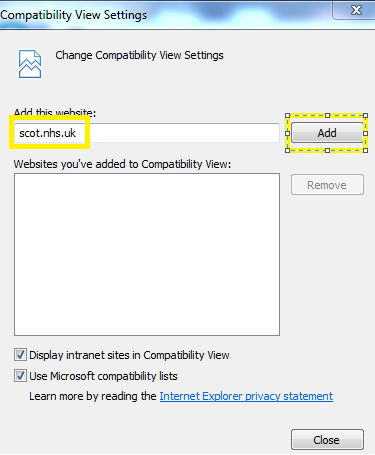 Compatibility View Settings
Change Compatibility View Settings
Add this website:
scot.nhs.uk
Add
Websites you've added to Compatibility View:
Remove
Display intranet sites in Compatibility View
Use Microsoft compatibility lists
Learn more by reading the Internet Explorer privacy statement
Close